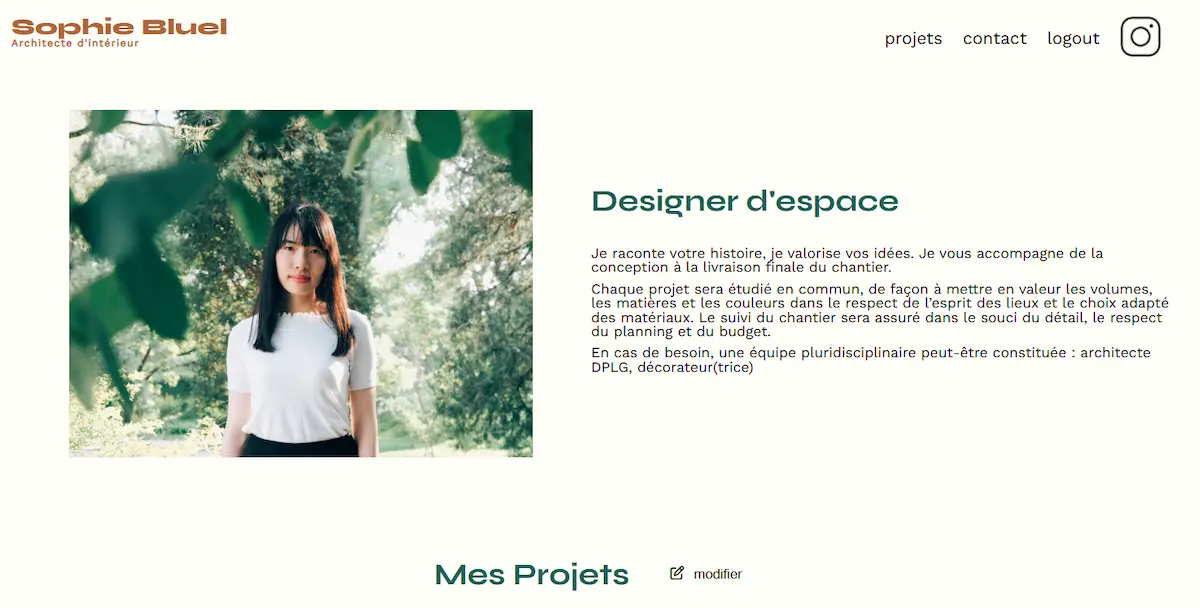 Sophie Bluel
Architecte d'intérieur
projets contact logout
Designer d'espace
Je raconte votre histoire, je valorise vos idées. Je vous accompagne de la
conception à la livraison finale du chantier.
Chaque projet sera étudié en commun, de façon à mettre en valeur les volumes,
les matières et les couleurs dans le respect de l’esprit des lieux et le choix adapté
des matériaux. Le suivi du chantier sera assuré dans le souci du détail, le respect
du planning et du budget.
En cas de besoin, une équipe pluridisciplinaire peut-être constituée : architecte
DPLG, décorateur(trice)
Mes Projets modifier